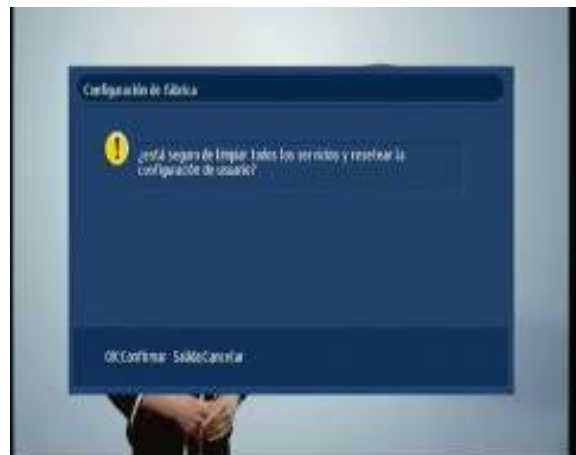 Configuración de fábrica
¿está seguro de limpiar todos los servicios y resetear la
configuración de usuario?
OK:Confirmar Salida:Cancelar